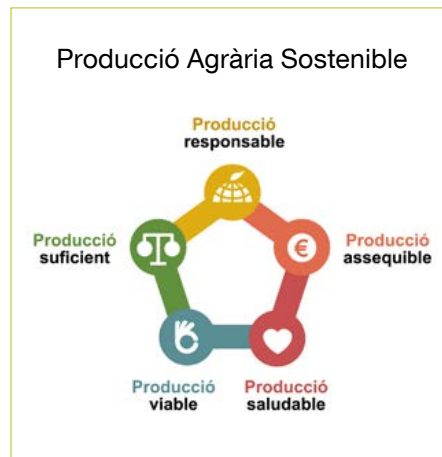 Producció Agrària Sostenible
Producció
responsable
Producció
suficient
€
Producció
assequible
Producció
viable
Producció
saludable